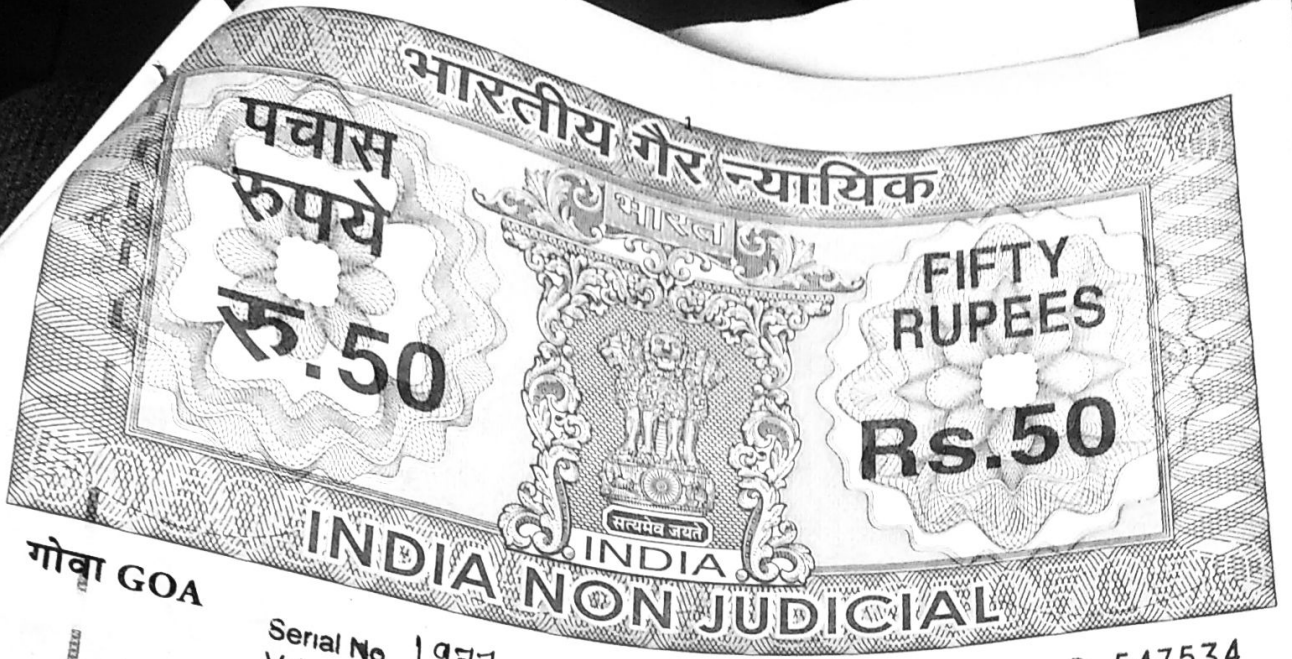 भारतीय गैर न्यायिक
पचास
रुपये
रु.50
भारत
सत्यमेव जयते
INDIA
FIFTY
RUPEES
Rs.50
INDIA NON JUDICIAL
गोवा GOA
Serial No
547534